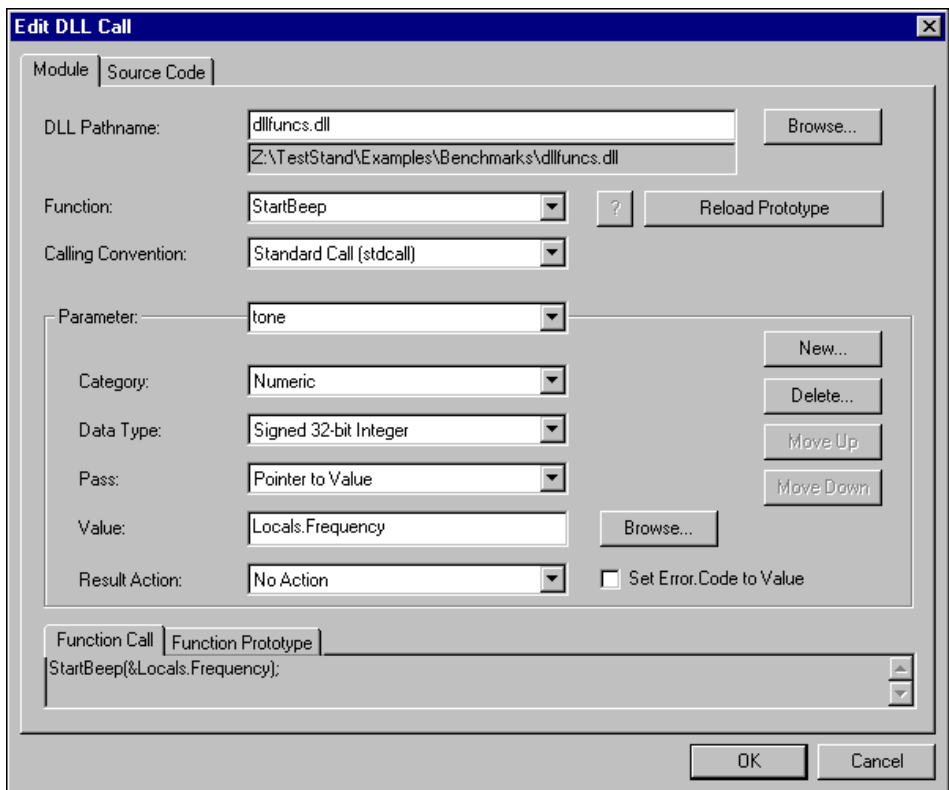 Edit DLL Call
Module Source Code
DLL Pathname: dllfuncs.dll Browse...
Z:\TestStand\Examples\Benchmarks\dllfuncs.dll
Function: StartBeep ? Reload Prototype
Calling Convention: Standard Call (stdcall)
Parameter: tone
New...
Category: Numeric
Delete...
Data Type: Signed 32-bit Integer
Move Up
Pass: Pointer to Value
Move Down
Value: Locals.Frequency Browse...
Result Action: No Action Set Error.Code to Value
Function Call Function Prototype
StartBeep(&Locals.Frequency);
OK Cancel